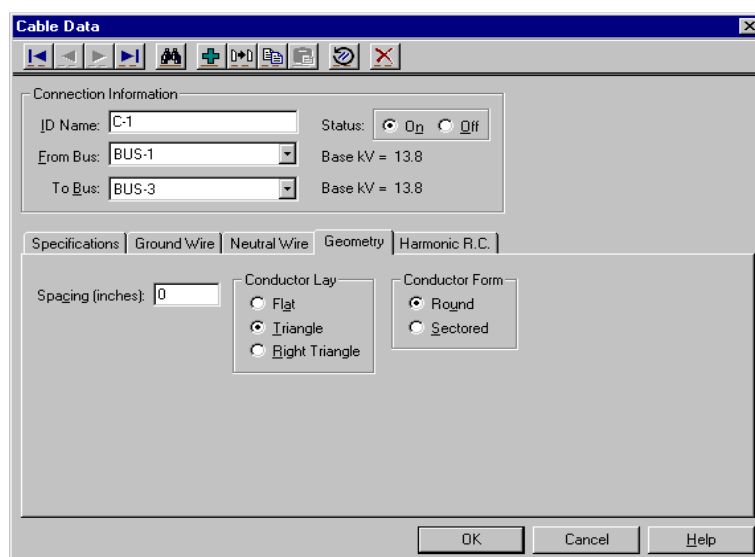 Cable Data
Connection Information
ID Name: C-1
Status: On Off
From Bus: BUS-1
Base kV = 13.8
To Bus: BUS-3
Base kV = 13.8
Specifications Ground Wire Neutral Wire Geometry Harmonic R.C.
Spacing (inches): 0
Conductor Lay
Flat
Triangle
Right Triangle
Conductor Form
Round
Sectored
OK Cancel Help